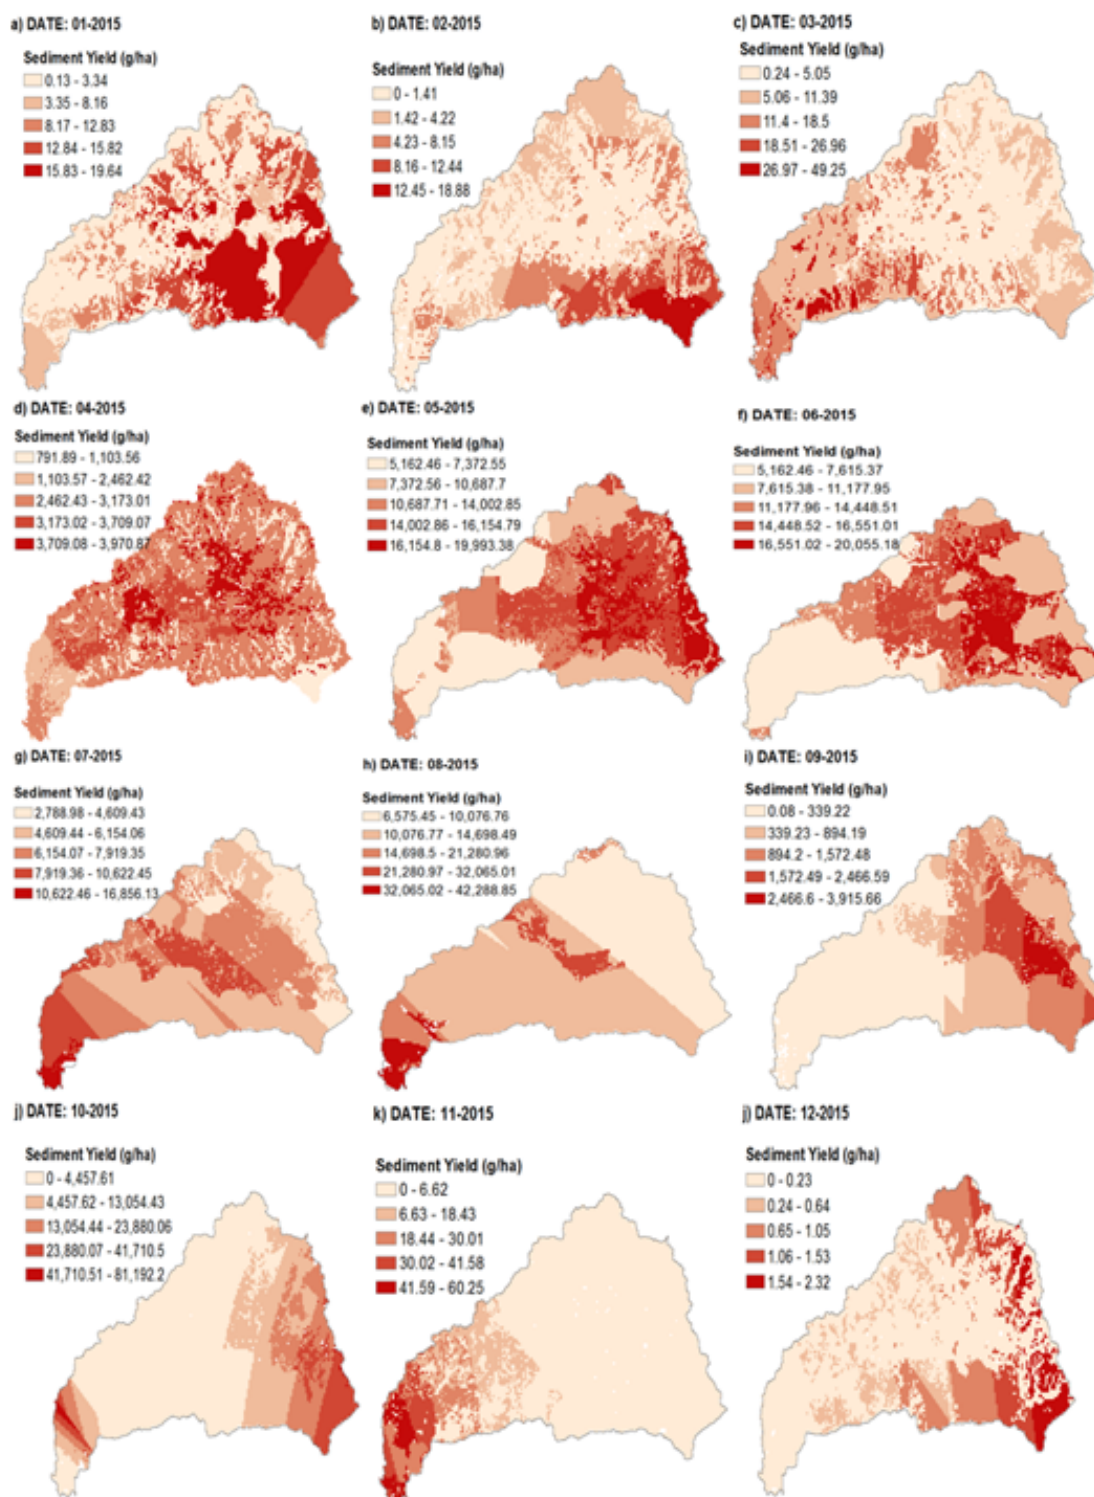 a) DATE: 01-2015
Sediment Yield (g/ha)
0.13 - 3.34
3.35 - 8.16
8.17 - 12.83
12.84 - 15.82
15.83 - 19.64
b) DATE: 02-2015
Sediment Yield (g/ha)
0 - 1.41
1.42 - 4.22
4.23 - 8.15
8.16 - 12.44
12.45 - 18.88
c) DATE: 03-2015
Sediment Yield (g/ha)
0.24 - 5.05
5.06 - 11.39
11.4 - 18.5
18.51 - 26.96
26.97 - 49.25
d) DATE: 04-2015
Sediment Yield (g/ha)
791.89 - 1,103.56
1,103.57 - 2,462.42
2,462.43 - 3,173.01
3,173.02 - 3,709.07
3,709.08 - 3,970.87
e) DATE: 05-2015
Sediment Yield (g/ha)
5,162.46 - 7,372.55
7,372.56 - 10,687.7
10,687.71 - 14,002.85
14,002.86 - 16,154.79
16,154.8 - 19,993.38
f) DATE: 06-2015
Sediment Yield (g/ha)
5,162.46 - 7,615.37
7,615.38 - 11,177.95
11,177.96 - 14,448.51
14,448.52 - 16,551.01
16,551.02 - 20,055.18
g) DATE: 07-2015
Sediment Yield (g/ha)
2,788.98 - 4,609.43
4,609.44 - 6,154.06
6,154.07 - 7,919.35
7,919.36 - 10,622.45
10,622.46 - 16,856.13
h) DATE: 08-2015
Sediment Yield (g/ha)
6,575.45 - 10,076.76
10,076.77 - 14,698.49
14,698.5 - 21,280.96
21,280.97 - 32,065.01
32,065.02 - 42,288.85
i) DATE: 09-2015
Sediment Yield (g/ha)
0.08 - 339.22
339.23 - 894.19
894.2 - 1,572.48
1,572.49 - 2,466.59
2,466.6 - 3,915.66
j) DATE: 10-2015
Sediment Yield (g/ha)
0 - 4,457.61
4,457.62 - 13,054.43
13,054.44 - 23,880.06
23,880.07 - 41,710.5
41,710.51 - 81,192.2
k) DATE: 11-2015
Sediment Yield (g/ha)
0 - 6.62
6.63 - 18.43
18.44 - 30.01
30.02 - 41.58
41.59 - 60.25
j) DATE: 12-2015
Sediment Yield (g/ha)
0 - 0.23
0.24 - 0.64
0.65 - 1.05
1.06 - 1.53
1.54 - 2.32